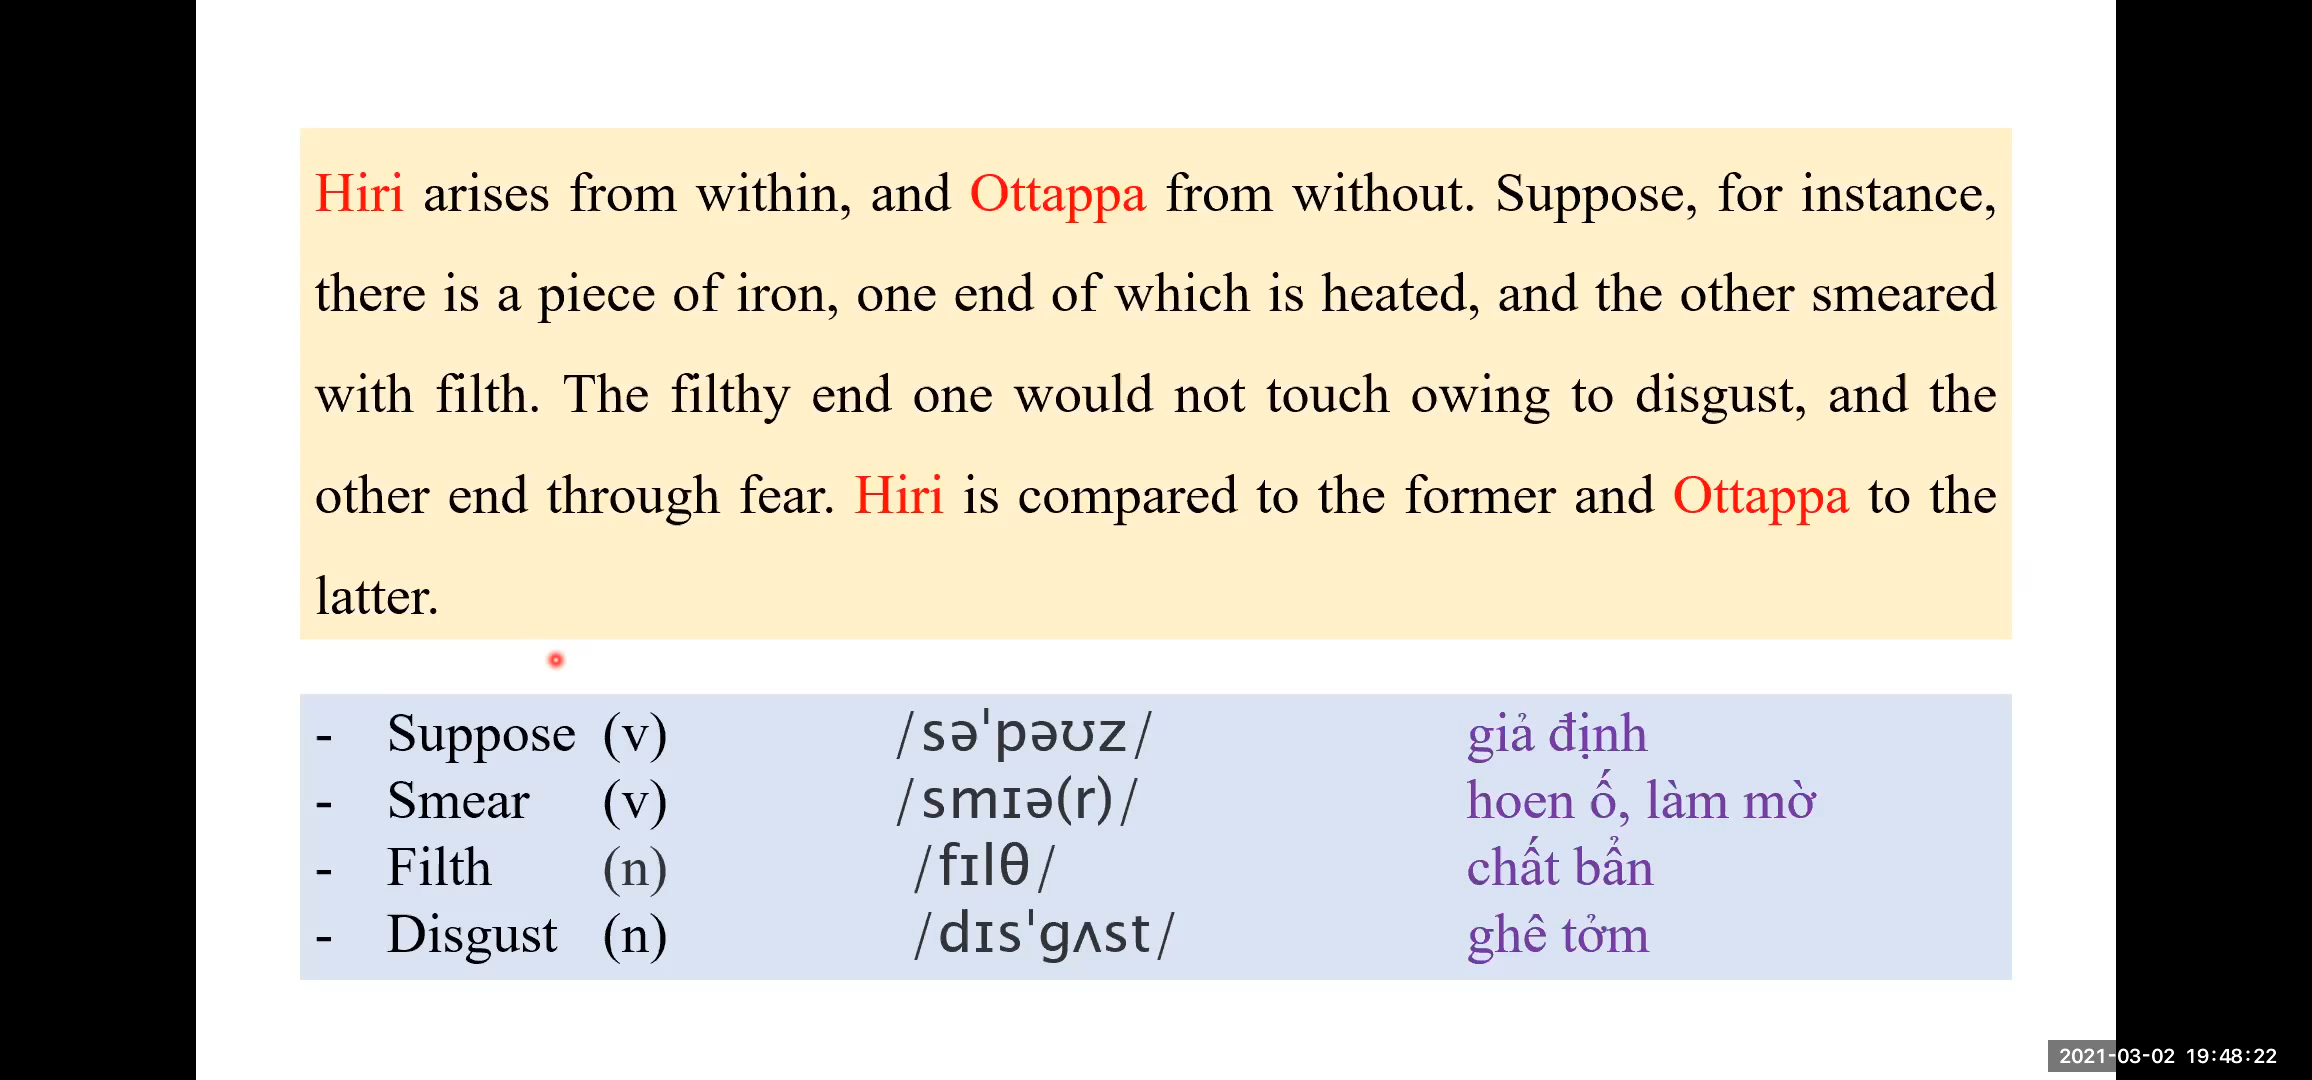 Hiri arises from within, and Ottappa from without. Suppose, for instance,
there is a piece of iron, one end of which is heated, and the other smeared
with filth. The filthy end one would not touch owing to disgust, and the
other end through fear. Hiri is compared to the former and Ottappa to the
latter.
- Suppose (v) /səˈpəʊz/ giả định
- Smear (v) /smɪə(r)/ hoen ố, làm mờ
- Filth (n) /fɪlθ/ chất bẩn
- Disgust (n) /dɪsˈɡʌst/ ghê tởm
2021-03-02 19:48:22